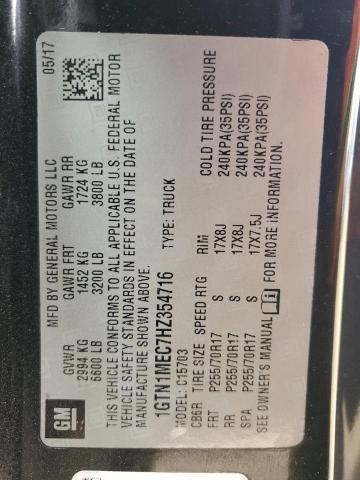 MFD BY GENERAL MOTORS LLC 05/17
GVWR GAWR FRT GAWR RR
2994 KG 1452 KG 1724 KG
6600 LB 3200 LB 3800 LB
THIS VEHICLE CONFORMS TO ALL APPLICABLE U.S. FEDERAL MOTOR
VEHICLE SAFETY STANDARDS IN EFFECT ON THE DATE OF
MANUFACTURE SHOWN ABOVE.
1GTN1MEC7HZ354716 TYPE: TRUCK
MODEL: C15703
CB5R TIRE SIZE SPEED RTG RIM COLD TIRE PRESSURE
FRT P255/70R17 S 17X8J 240KPA(35PSI)
RR P255/70R17 S 17X8J 240KPA(35PSI)
SPA P255/70R17 S 17X7.5J 240KPA(35PSI)
SEE OWNER'S MANUAL FOR MORE INFORMATION.
GM